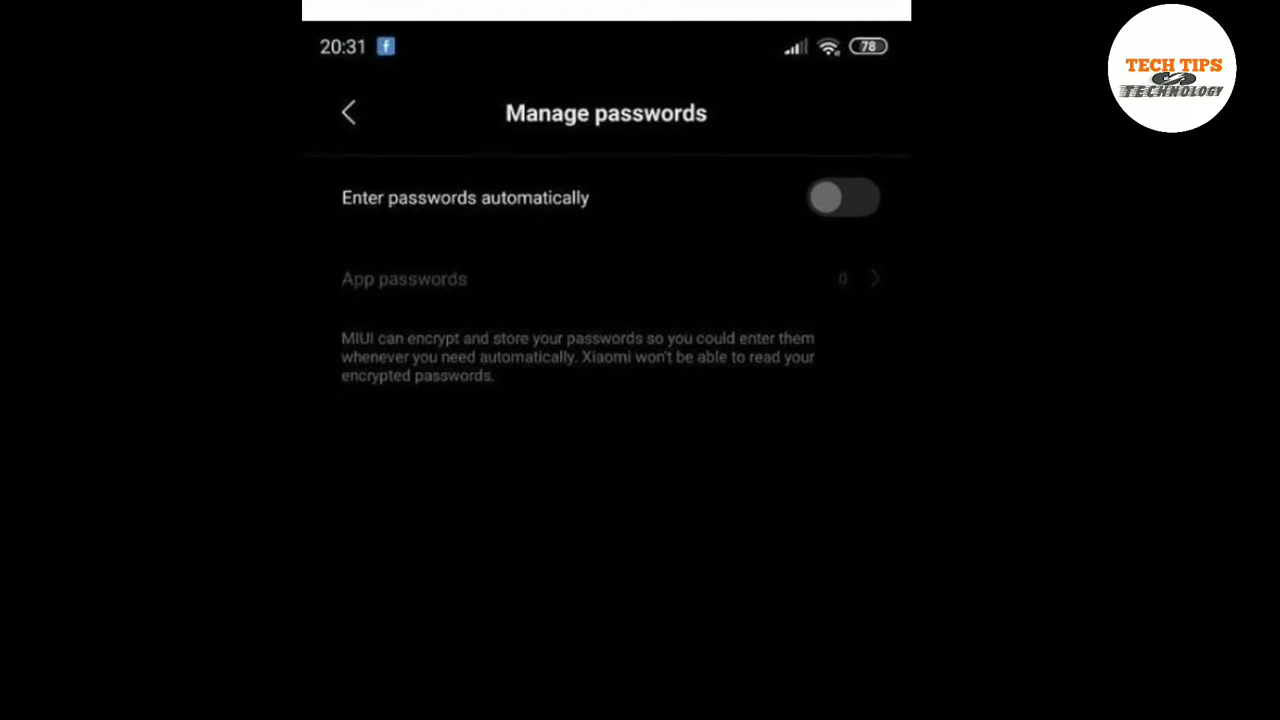 20:31
78
TECH TIPS
TECHNOLOGY
Manage passwords
Enter passwords automatically
App passwords 0
MIUI can encrypt and store your passwords so you could enter them
whenever you need automatically. Xiaomi won't be able to read your
encrypted passwords.